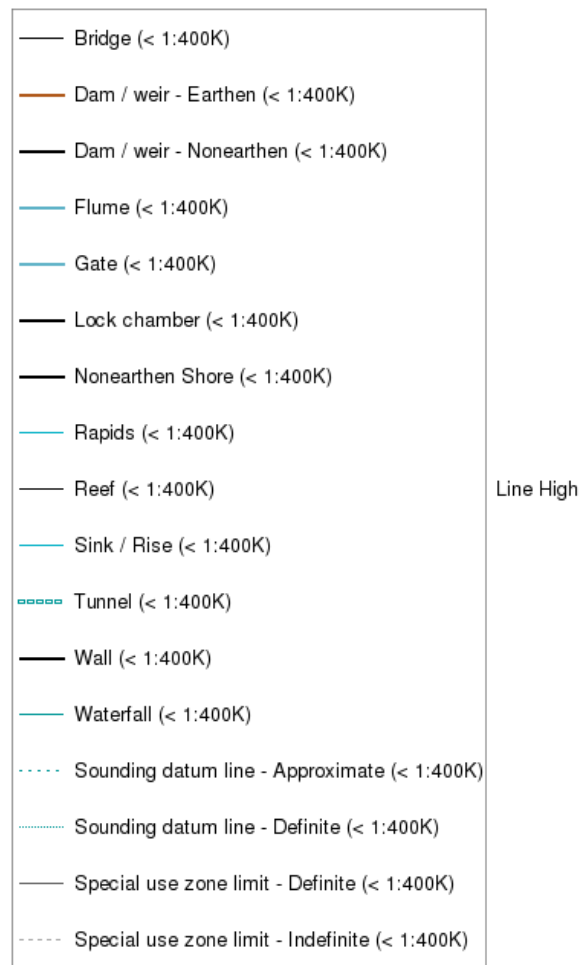 Bridge (< 1:400K)
Dam / weir - Earthen (< 1:400K)
Dam / weir - Nonearthen (< 1:400K)
Flume (< 1:400K)
Gate (< 1:400K)
Lock chamber (< 1:400K)
Nonearthen Shore (< 1:400K)
Rapids (< 1:400K)
Reef (< 1:400K)
Line High
Sink / Rise (< 1:400K)
Tunnel (< 1:400K)
Wall (< 1:400K)
Waterfall (< 1:400K)
Sounding datum line - Approximate (< 1:400K)
Sounding datum line - Definite (< 1:400K)
Special use zone limit - Definite (< 1:400K)
Special use zone limit - Indefinite (< 1:400K)